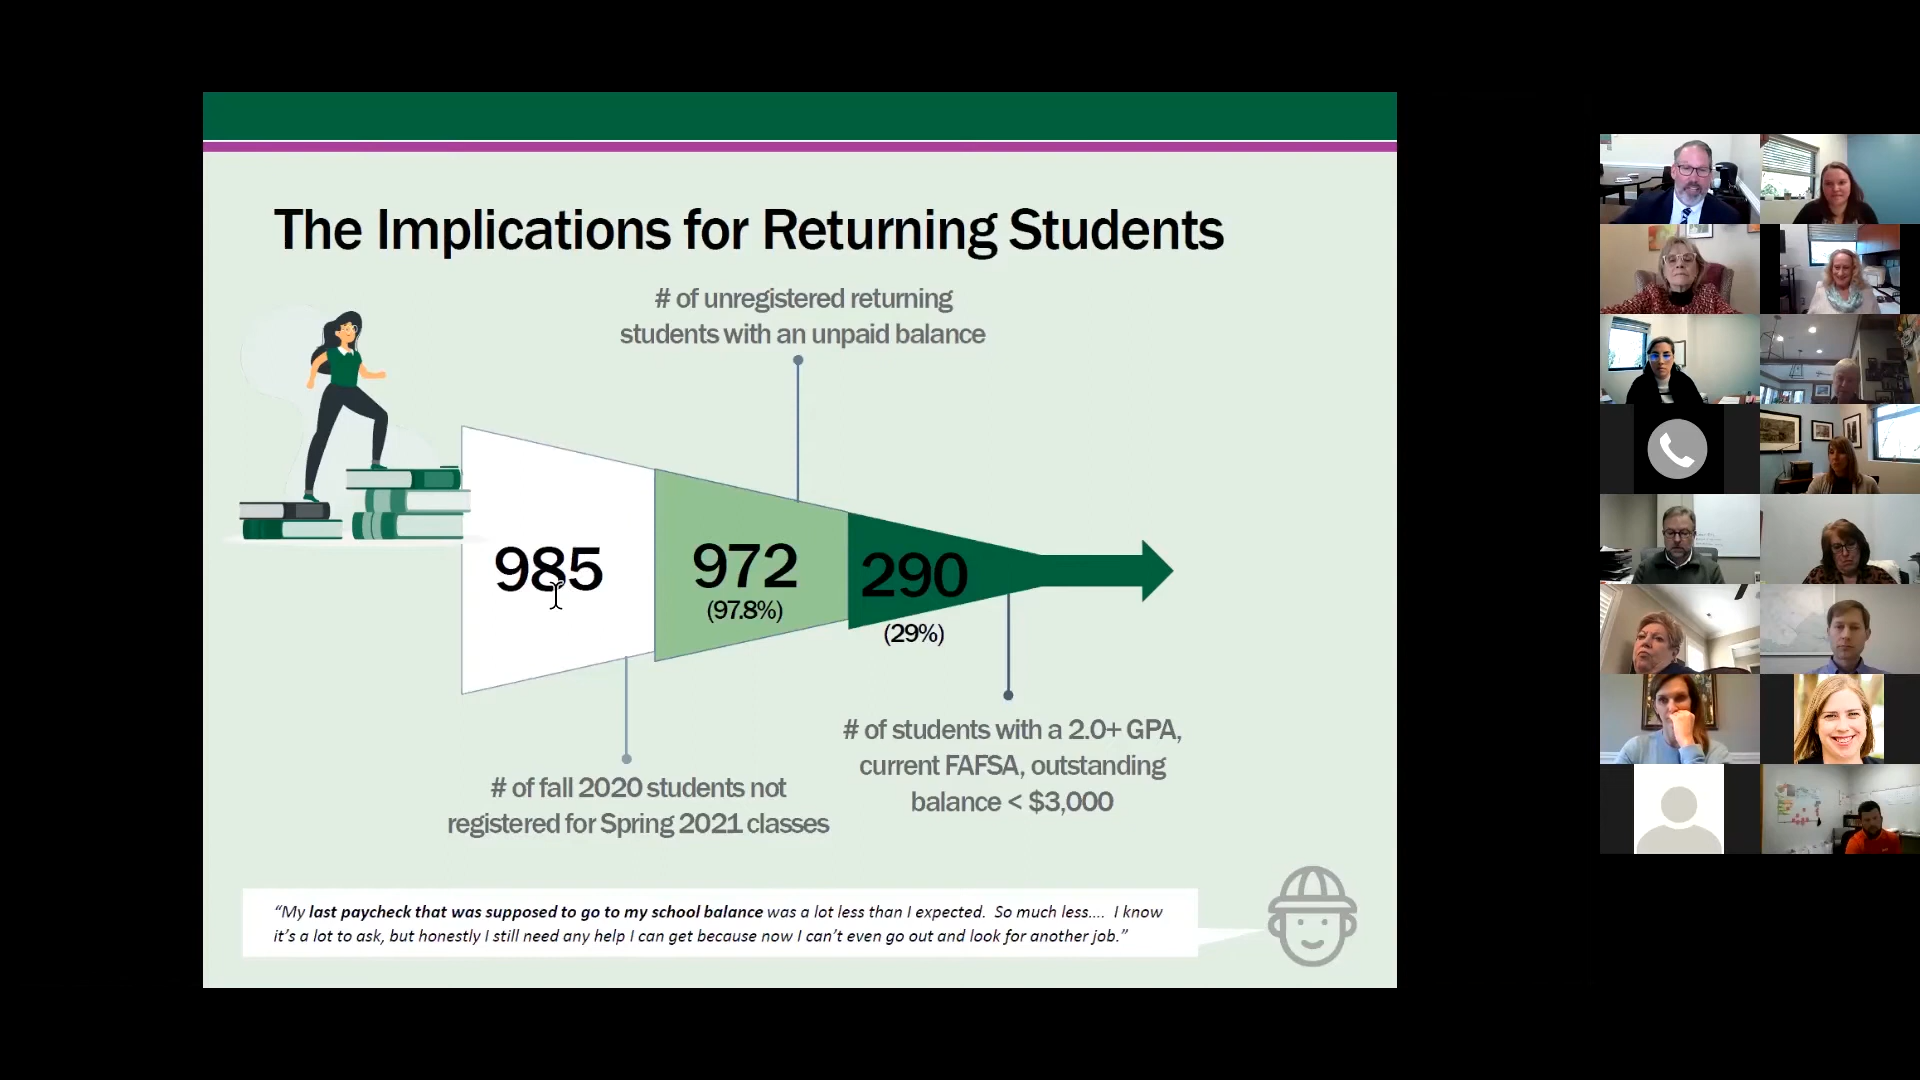 The Implications for Returning Students
# of unregistered returning
students with an unpaid balance
985
972
(97.8%)
290
(29%)
# of fall 2020 students not
registered for Spring 2021 classes
# of students with a 2.0+ GPA,
current FAFSA, outstanding
balance < $3,000
“My last paycheck that was supposed to go to my school balance was a lot less than I expected.  So much less....  I know
it’s a lot to ask, but honestly I still need any help I can get because now I can’t even go out and look for another job.”